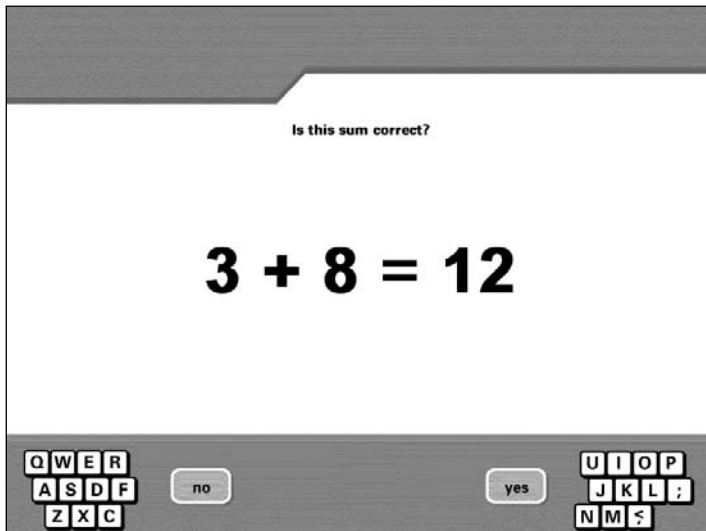 Is this sum correct?
3 + 8 = 12
Q W E R
A S D F
Z X C
no
yes
U I O P
J K L ;
N M <